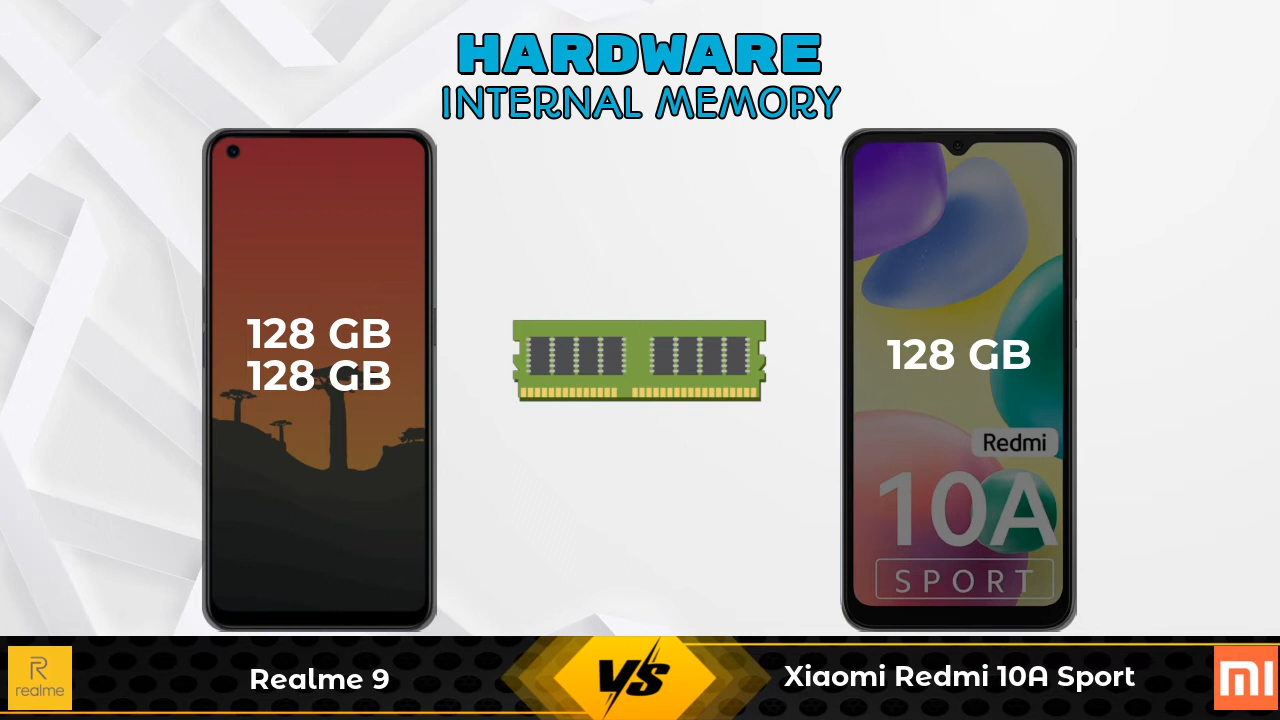 HARDWARE
INTERNAL MEMORY
128 GB
128 GB
128 GB
Redmi
10A
SPORT
realme
Realme 9
VS
Xiaomi Redmi 10A Sport
mi